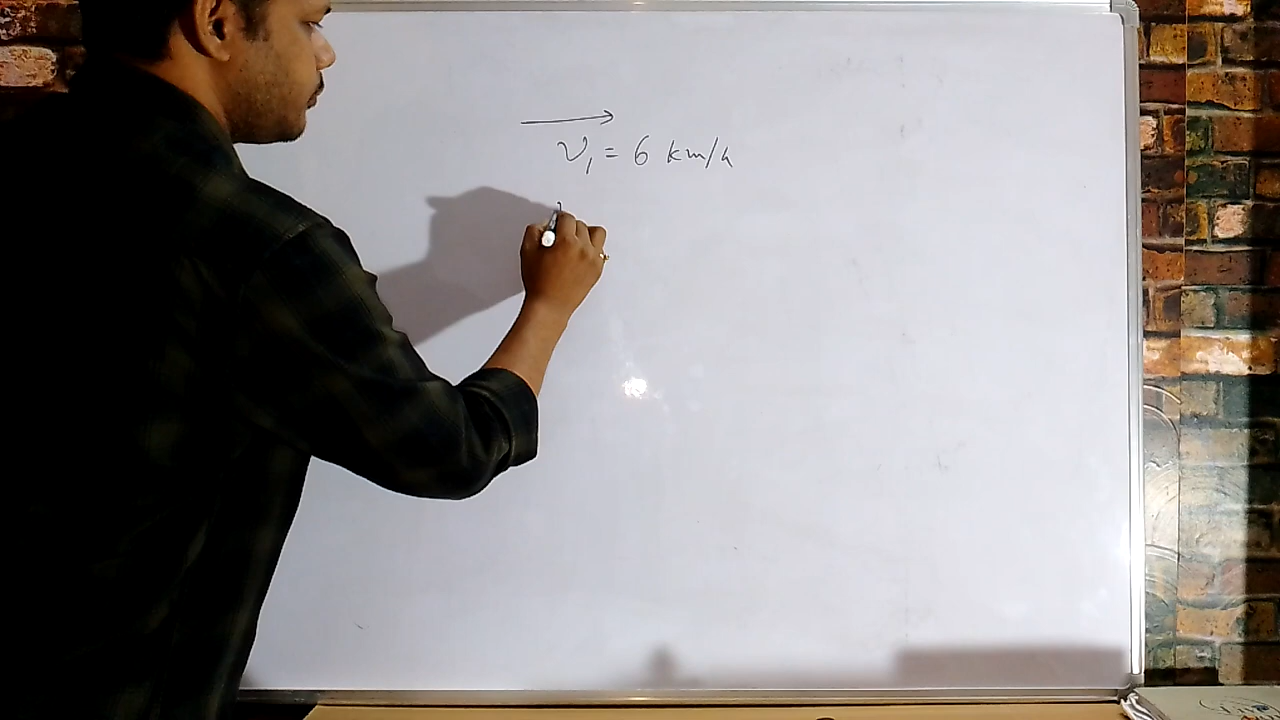 v₁ = 6 km/h